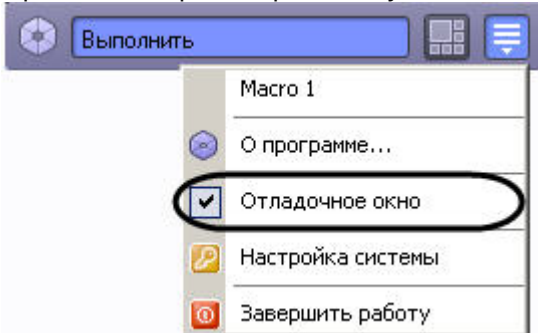 Выполнить
Macro 1
О программе...
Отладочное окно
Настройка системы
Завершить работу